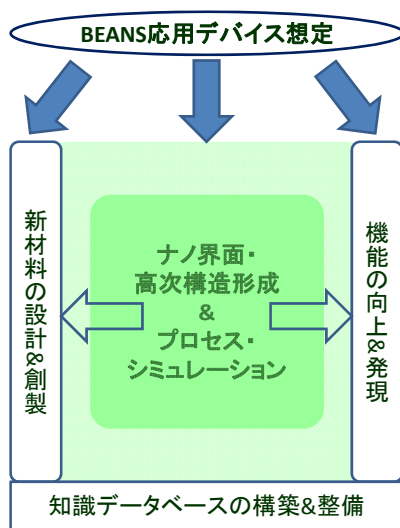 BEANS応用デバイス想定
新材料の設計&創製
ナノ界面・
高次構造形成
&
プロセス・
シミュレーション
機能の向上&発現
知識データベースの構築&整備